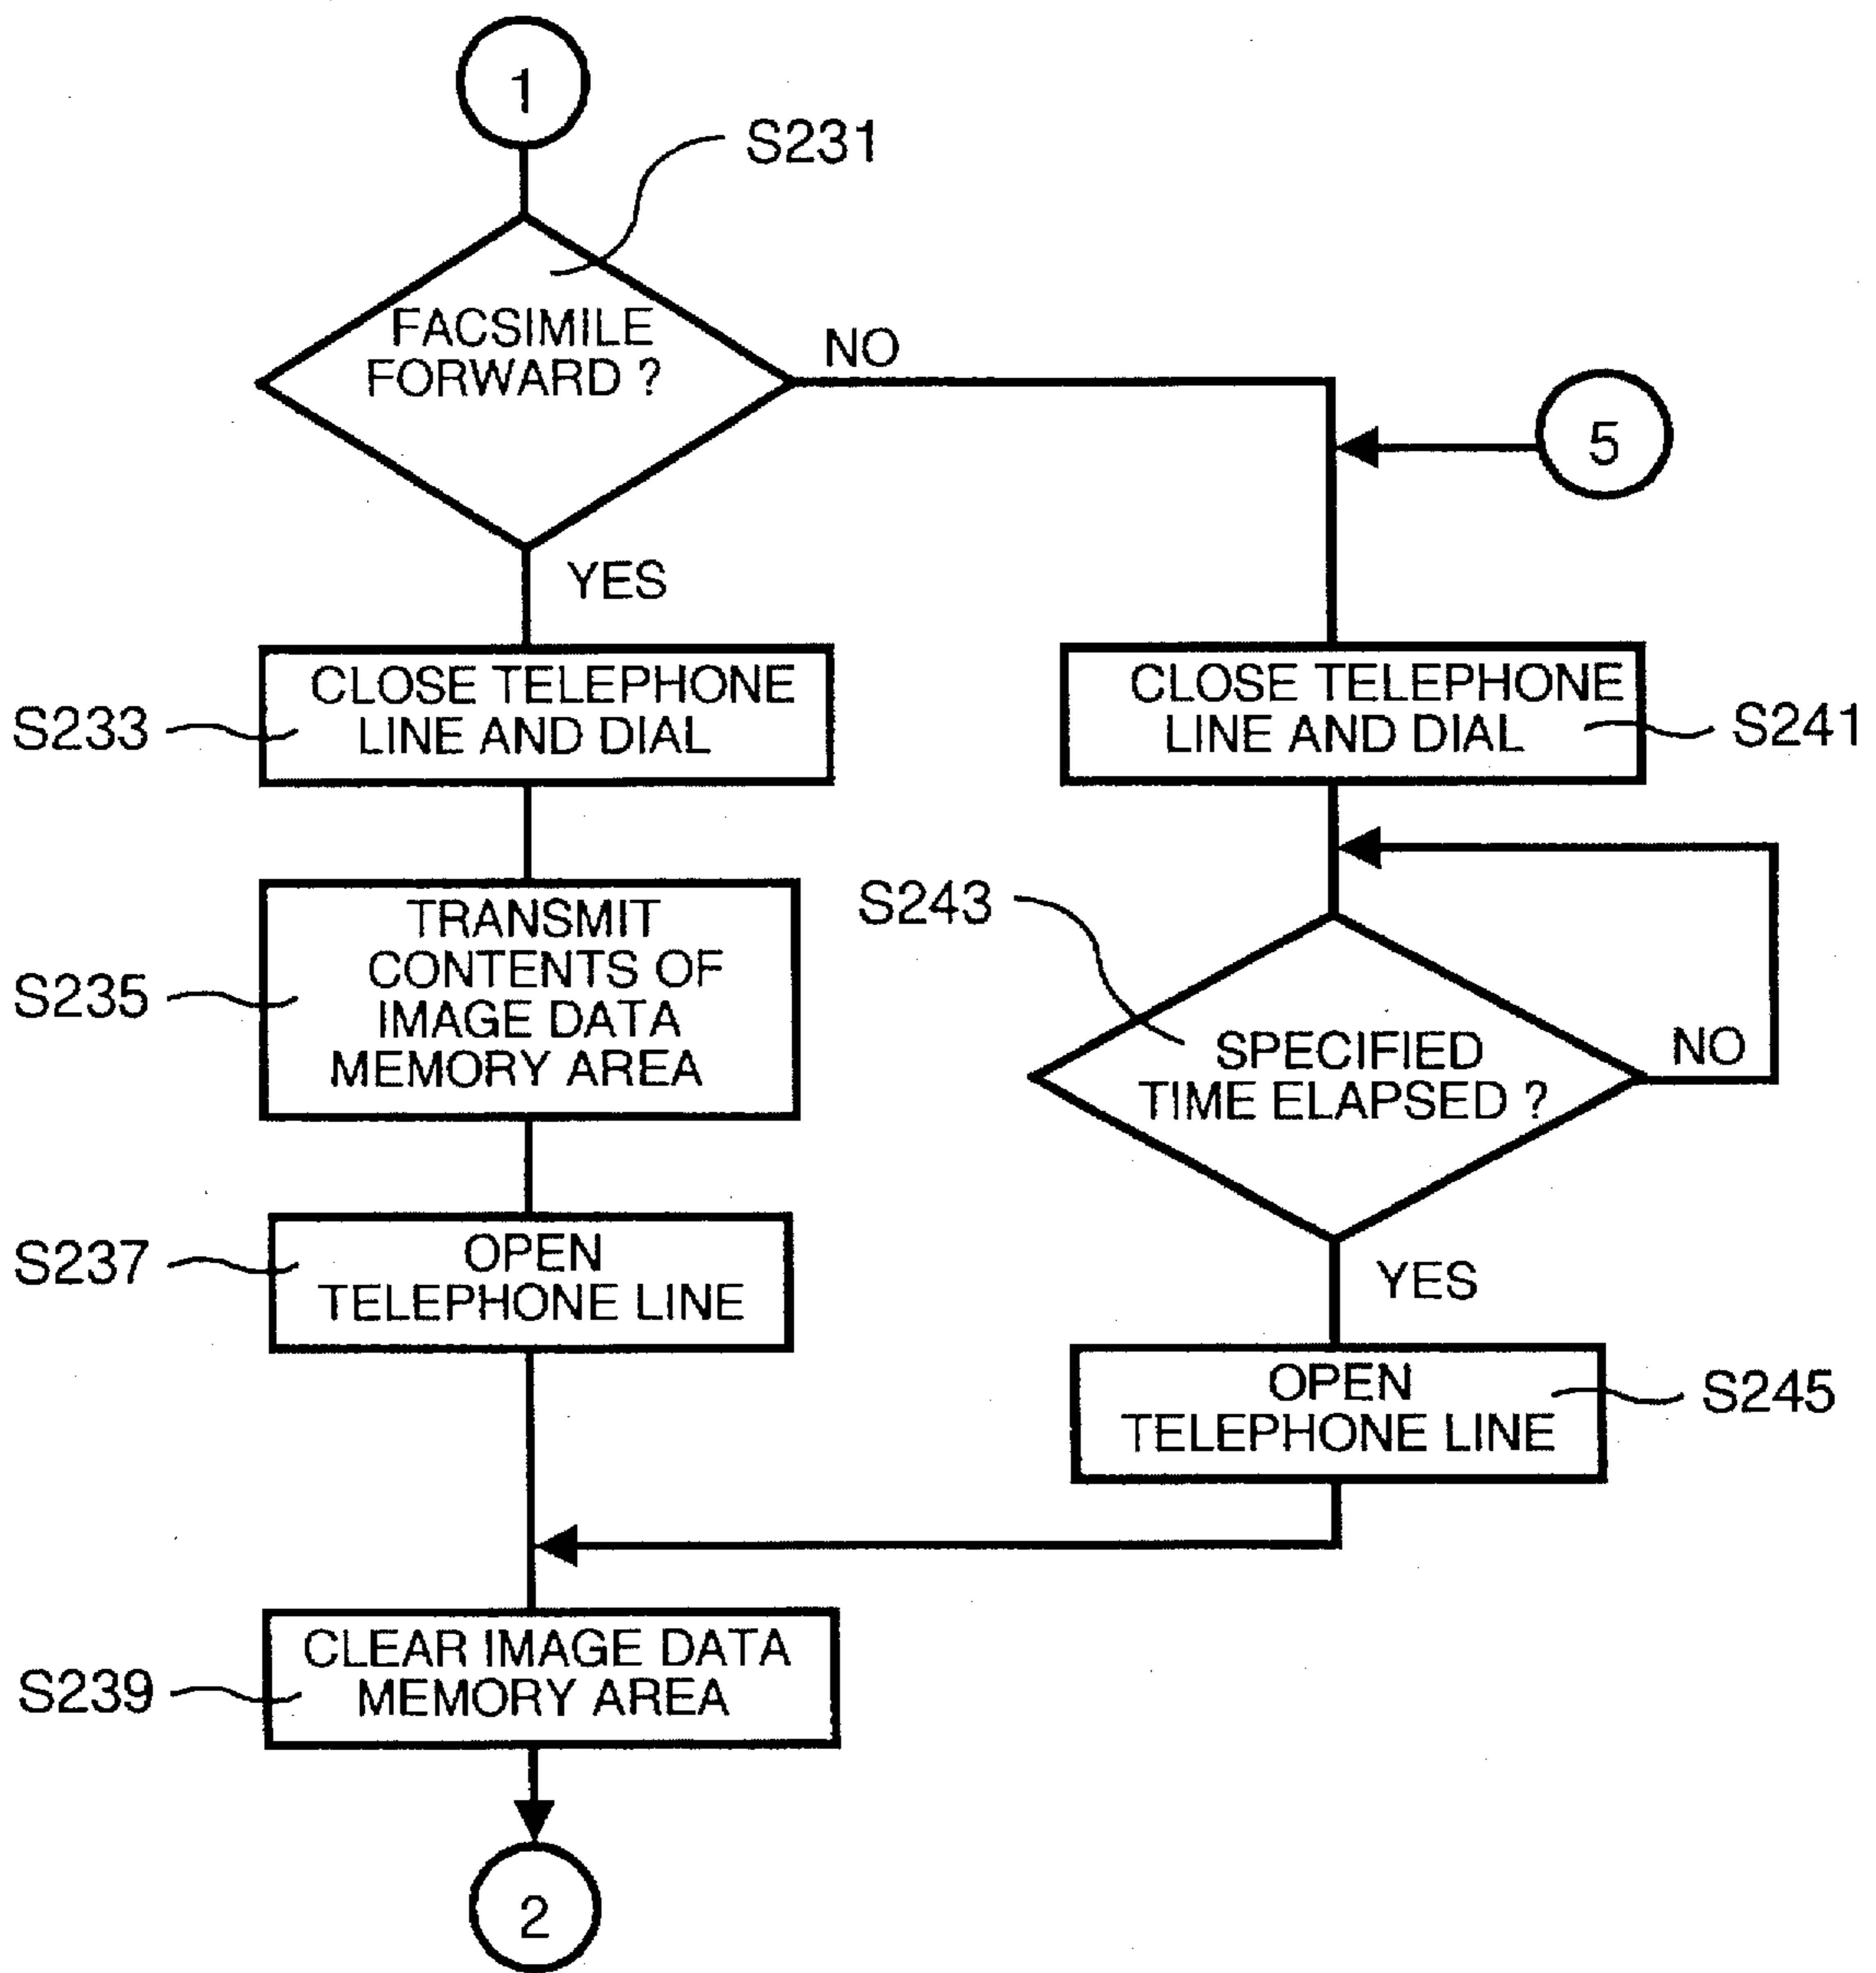 1
S231
FACSIMILE
FORWARD ?
NO
5
YES
S233
CLOSE TELEPHONE
LINE AND DIAL
CLOSE TELEPHONE
LINE AND DIAL
S241
S235
TRANSMIT
CONTENTS OF
IMAGE DATA
MEMORY AREA
S243
SPECIFIED
TIME ELAPSED ?
NO
S237
OPEN
TELEPHONE LINE
YES
OPEN
TELEPHONE LINE
S245
S239
CLEAR IMAGE DATA
MEMORY AREA
2